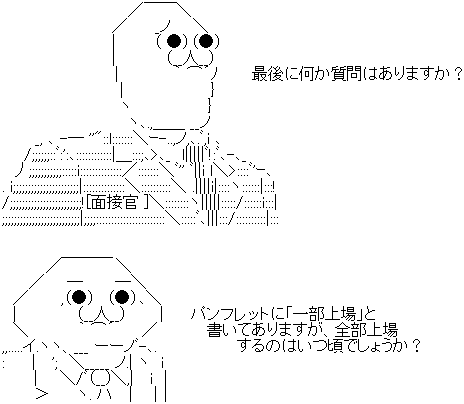 最後に何か質問はありますか？
[面接官 ]
パンフレットに「一部上場」と
書いてありますが、全部上場
するのはいつ頃でしょうか？